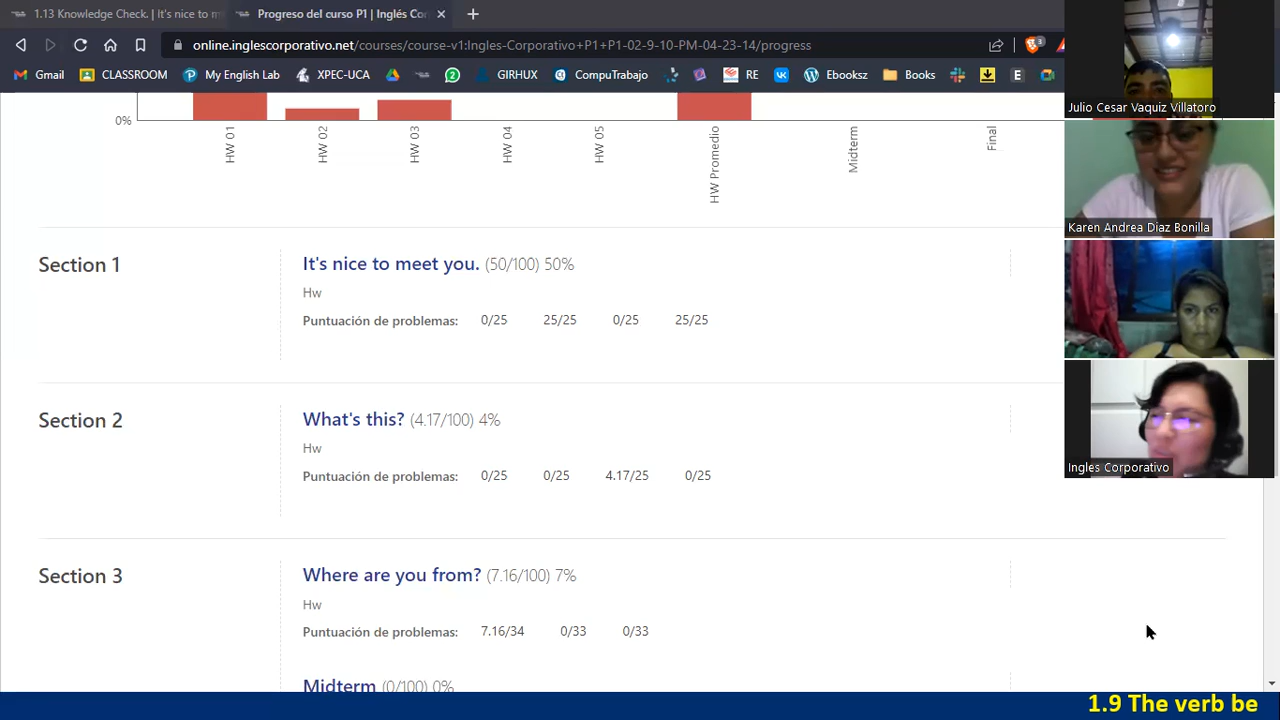 1.13 Knowledge Check. | It's nice to m
Progreso del curso P1 | Inglés Co
online.inglescorporativo.net/courses/course-v1:Ingles-Corporativo+P1+P1-02-9-10-PM-04-23-14/progress
3
Gmail CLASSROOM My English Lab XPEC-UCA 2 GIRHUX CompuTrabajo RE Ebooksz Books E
0%
HW 01 HW 02 HW 03 HW 04 HW 05 HW Promedio Midterm Final
Section 1
It's nice to meet you. (50/100) 50%
Hw
Puntuación de problemas: 0/25 25/25 0/25 25/25
Section 2
What's this? (4.17/100) 4%
Hw
Puntuación de problemas: 0/25 0/25 4.17/25 0/25
Section 3
Where are you from? (7.16/100) 7%
Hw
Puntuación de problemas: 7.16/34 0/33 0/33
Midterm (0/100) 0%
Julio Cesar Vaquiz Villatoro
Karen Andrea Diaz Bonilla
Ingles Corporativo
1.9 The verb be